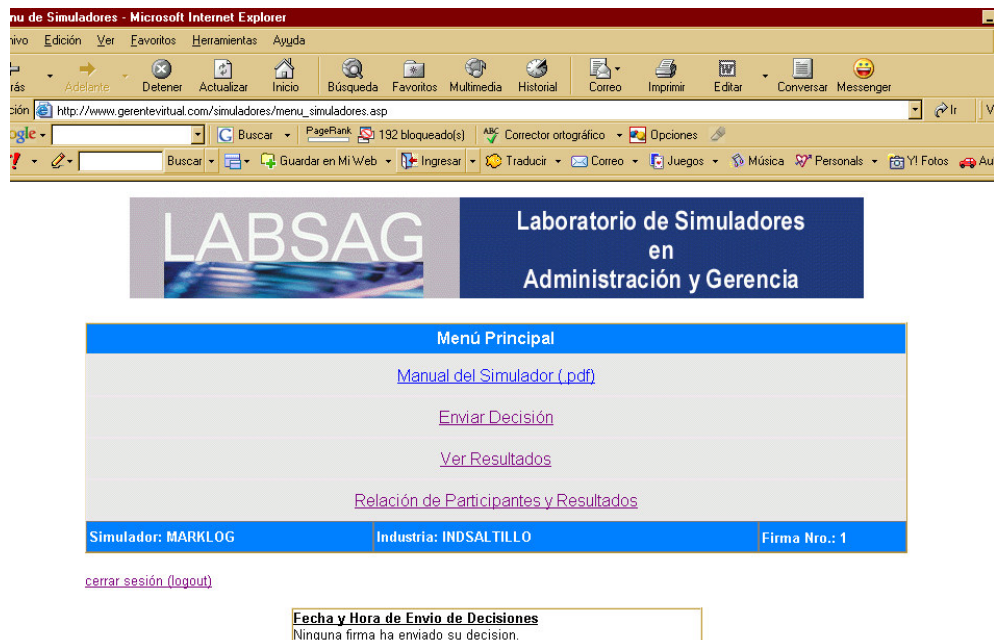 nu de Simuladores - Microsoft Internet Explorer
hivo Edición Ver Favoritos Herramientas Ayuda
rás Adelante Detener Actualizar Inicio Búsqueda Favoritos Multimedia Historial Correo Imprimir Editar Conversar Messenger
ción http://www.gerentevirtual.com/simuladores/menu_simuladores.asp Ir V
ogle Buscar PageRank 192 bloqueado(s) ABC Corrector ortográfico Opciones
Y! Buscar Guardar en Mi Web Ingresar Traducir Correo Juegos Música Personals Y! Fotos Au
LABSAG
Laboratorio de Simuladores
en
Administración y Gerencia
Menú Principal
Manual del Simulador (.pdf)
Enviar Decisión
Ver Resultados
Relación de Participantes y Resultados
Simulador: MARKLOG Industria: INDSALTILLO Firma Nro.: 1
cerrar sesión (logout)
Fecha y Hora de Envio de Decisiones
Ninguna firma ha enviado su decision.